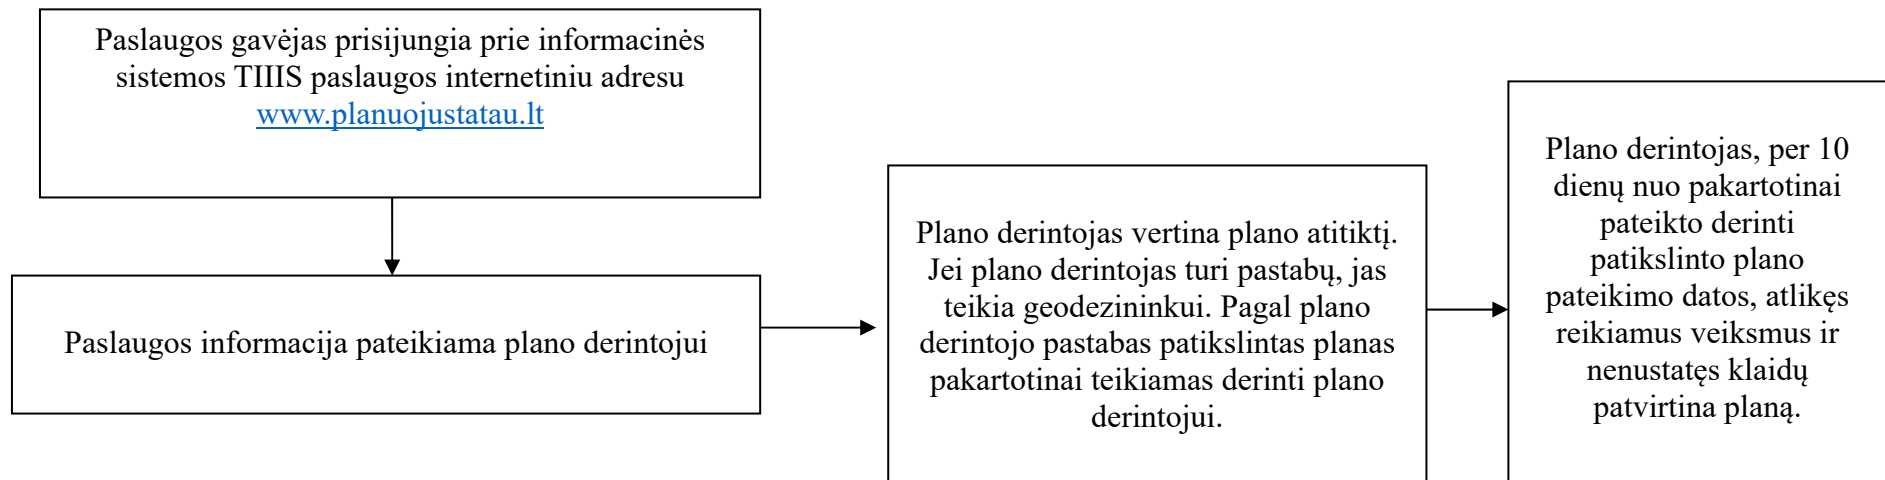 Paslaugos gavėjas prisijungia prie informacinės
sistemos TIIIS paslaugos internetiniu adresu
www.planuojustatau.lt
Paslaugos informacija pateikiama plano derintojui
Plano derintojas vertina plano atitiktį.
Jei plano derintojas turi pastabų, jas
teikia geodezininkui. Pagal plano
derintojo pastabas patikslintas planas
pakartotinai teikiamas derinti plano
derintojui.
Plano derintojas, per 10
dienų nuo pakartotinai
pateikto derinti
patikslinto plano
pateikimo datos, atlikęs
reikiamus veiksmus ir
nenustatęs klaidų
patvirtina planą.